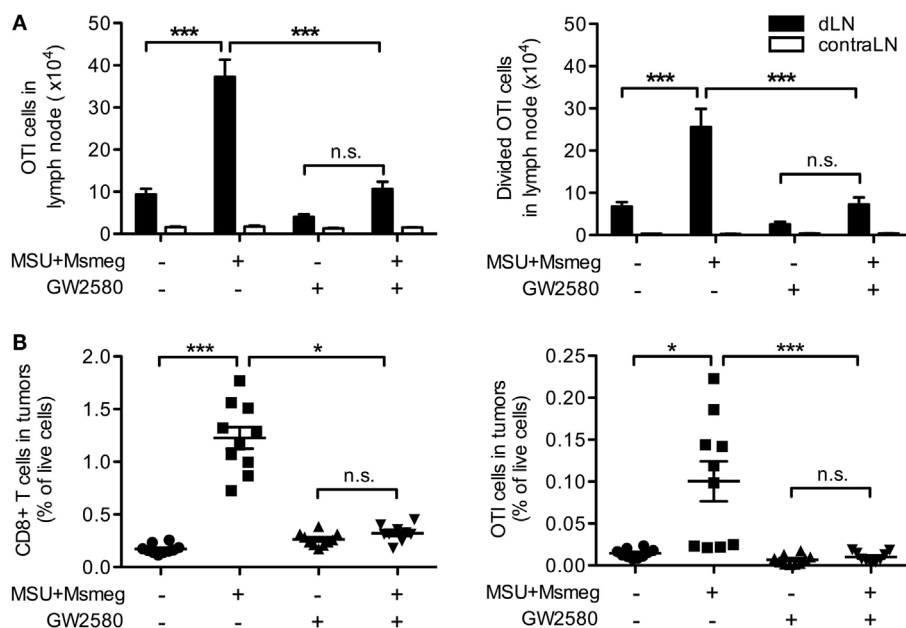 A
OTI cells in
lymph node ( x10⁴)
50
40
30
20
10
0
***
***
n.s.
MSU+Msmeg - + - +
GW2580 - - + +
Divided OTI cells
in lymph node (x10⁴)
50
40
30
20
10
0
***
***
n.s.
dLN
contraLN
- + - +
- - + +
B
CD8+ T cells in tumors
(% of live cells)
2.0
1.5
1.0
0.5
0.0
***
*
n.s.
MSU+Msmeg - + - +
GW2580 - - + +
OTI cells in tumors
(% of live cells)
0.25
0.20
0.15
0.10
0.05
0.00
*
***
n.s.
MSU+Msmeg - + - +
GW2580 - - + +